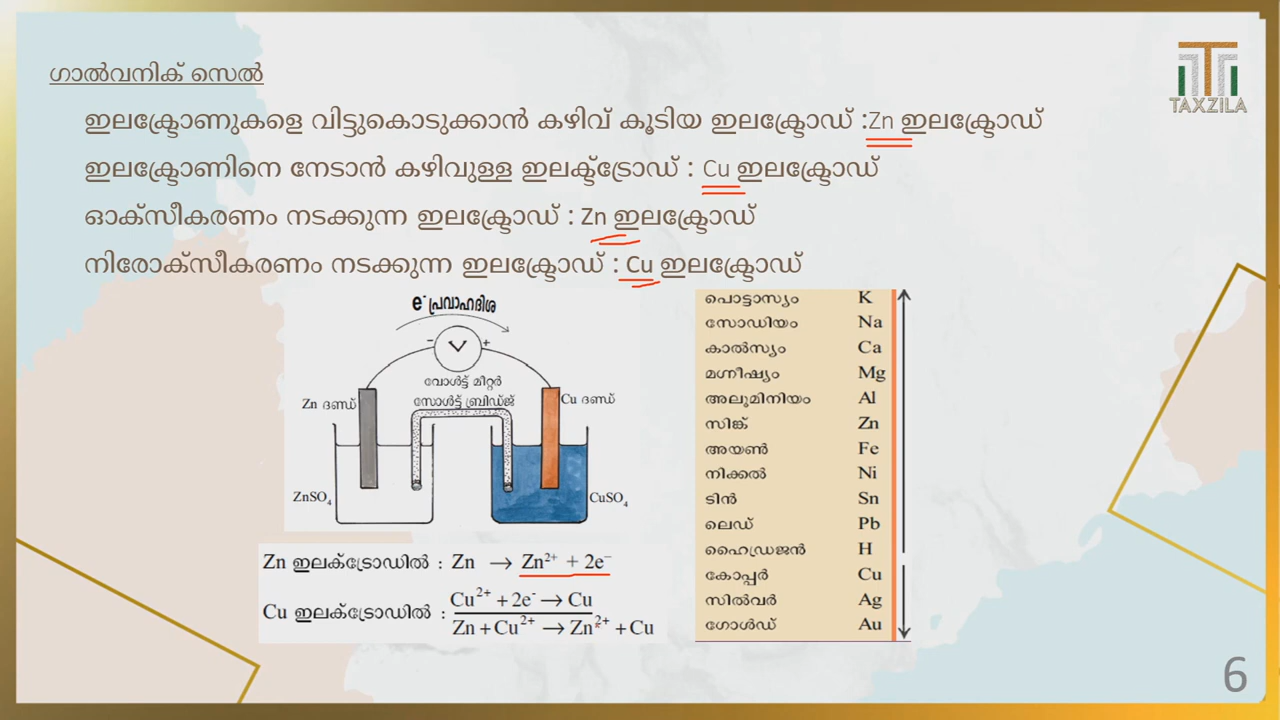 ഗാൽവനിക് സെൽ
TAXZILA
ഇലക്ട്രോണുകളെ വിട്ടുകൊടുക്കാൻ കഴിവ് കൂടിയ ഇലക്ട്രോഡ് :Zn ഇലക്ട്രോഡ്
ഇലക്ട്രോണിനെ നേടാൻ കഴിവുള്ള ഇലക്ട്ട്രോഡ് : Cu ഇലക്ട്രോഡ്
ഓക്സീകരണം നടക്കുന്ന ഇലക്ട്രോഡ് : Zn ഇലക്ട്രോഡ്
നിരോക്സീകരണം നടക്കുന്ന ഇലക്ട്രോഡ് : Cu ഇലക്ട്രോഡ്
e⁻ പ്രവാഹദിശ
− V +
വോൾട്ട് മീറ്റർ
Zn ദണ്ഡ് സോൾട്ട് ബ്രിഡ്ജ് Cu ദണ്ഡ്
ZnSO₄ CuSO₄
Zn ഇലക്ട്രോഡിൽ : Zn → Zn²⁺ + 2e⁻
Cu ഇലക്ട്രോഡിൽ : Cu²⁺ + 2e⁻ → Cu
Zn + Cu²⁺ → Zn²⁺ + Cu
പൊട്ടാസ്യം K
സോഡിയം Na
കാൽസ്യം Ca
മഗ്നീഷ്യം Mg
അലൂമിനിയം Al
സിങ്ക് Zn
അയൺ Fe
നിക്കൽ Ni
ടിൻ Sn
ലെഡ് Pb
ഹൈഡ്രജൻ H
കോപ്പർ Cu
സിൽവർ Ag
ഗോൾഡ് Au
6